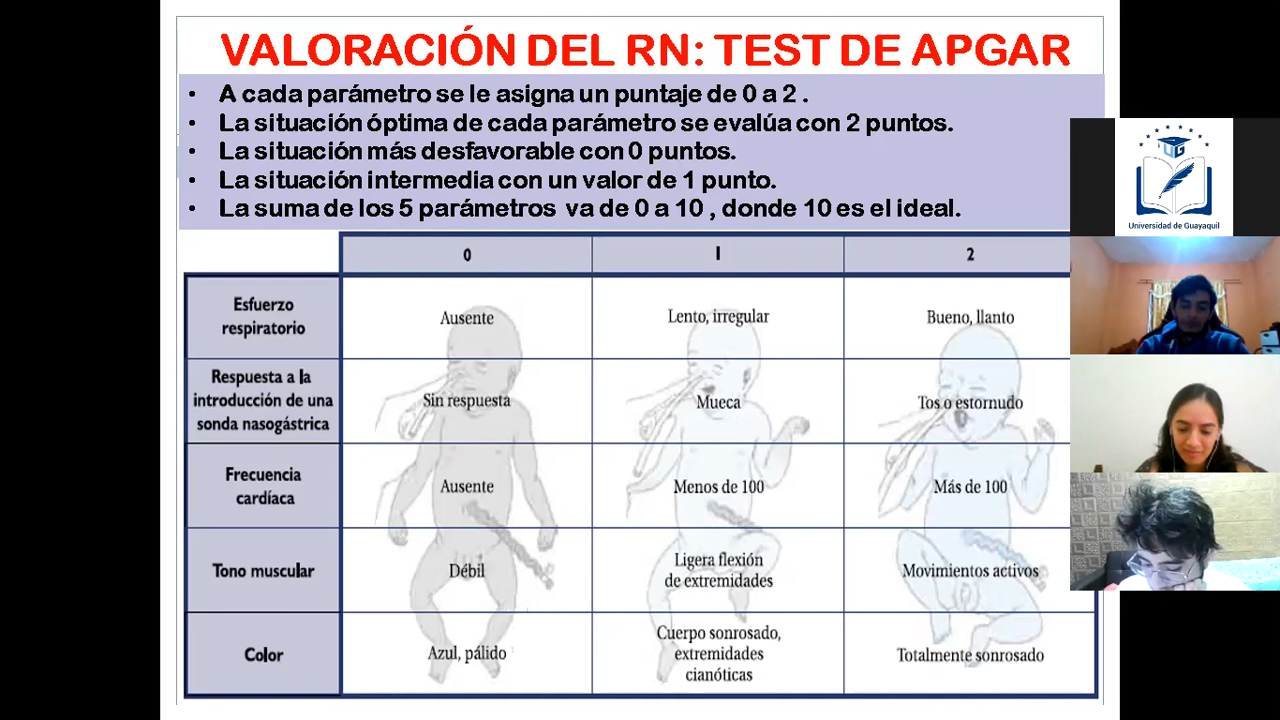 VALORACIÓN DEL RN: TEST DE APGAR
• A cada parámetro se le asigna un puntaje de 0 a 2 .
• La situación óptima de cada parámetro se evalúa con 2 puntos.
• La situación más desfavorable con 0 puntos.
• La situación intermedia con un valor de 1 punto.
• La suma de los 5 parámetros va de 0 a 10 , donde 10 es el ideal.
UG
Universidad de Guayaquil
0 1 2
Esfuerzo
respiratorio
Ausente
Lento, irregular
Bueno, llanto
Respuesta a la
introducción de una
sonda nasogástrica
Sin respuesta
Mueca
Tos o estornudo
Frecuencia
cardíaca
Ausente
Menos de 100
Más de 100
Tono muscular
Débil
Ligera flexión
de extremidades
Movimientos activos
Color
Azul, pálido
Cuerpo sonrosado,
extremidades
cianóticas
Totalmente sonrosado